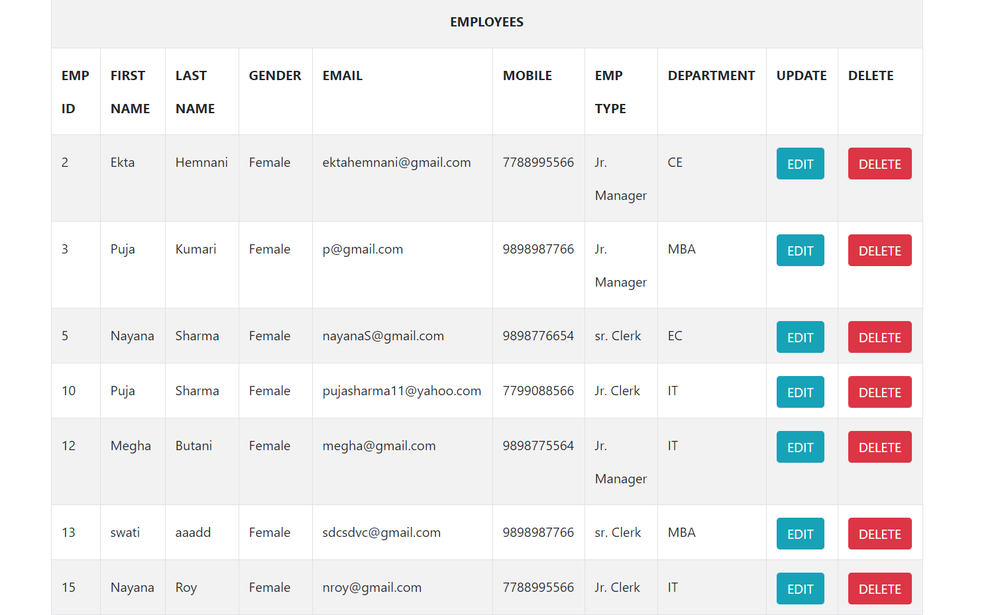 EMPLOYEES
EMP ID FIRST NAME LAST NAME GENDER EMAIL MOBILE EMP TYPE DEPARTMENT UPDATE DELETE
2 Ekta Hemnani Female ektahemnani@gmail.com 7788995566 Jr. Manager CE EDIT DELETE
3 Puja Kumari Female p@gmail.com 9898987766 Jr. Manager MBA EDIT DELETE
5 Nayana Sharma Female nayanaS@gmail.com 9898776654 sr. Clerk EC EDIT DELETE
10 Puja Sharma Female pujasharma11@yahoo.com 7799088566 Jr. Clerk IT EDIT DELETE
12 Megha Butani Female megha@gmail.com 9898775564 Jr. Manager IT EDIT DELETE
13 swati aaadd Female sdcsdvc@gmail.com 9898987766 sr. Clerk MBA EDIT DELETE
15 Nayana Roy Female nroy@gmail.com 7788995566 Jr. Clerk IT EDIT DELETE